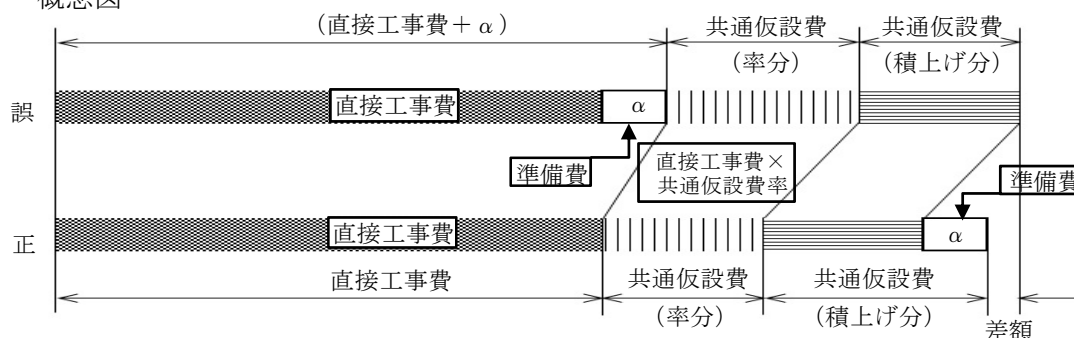 概念図
(直接工事費+α)
共通仮設費
(率分)
共通仮設費
(積上げ分)
誤
直接工事費
α
準備費
直接工事費×
共通仮設費率
準備費
正
直接工事費
α
直接工事費
共通仮設費
(率分)
共通仮設費
(積上げ分)
差額